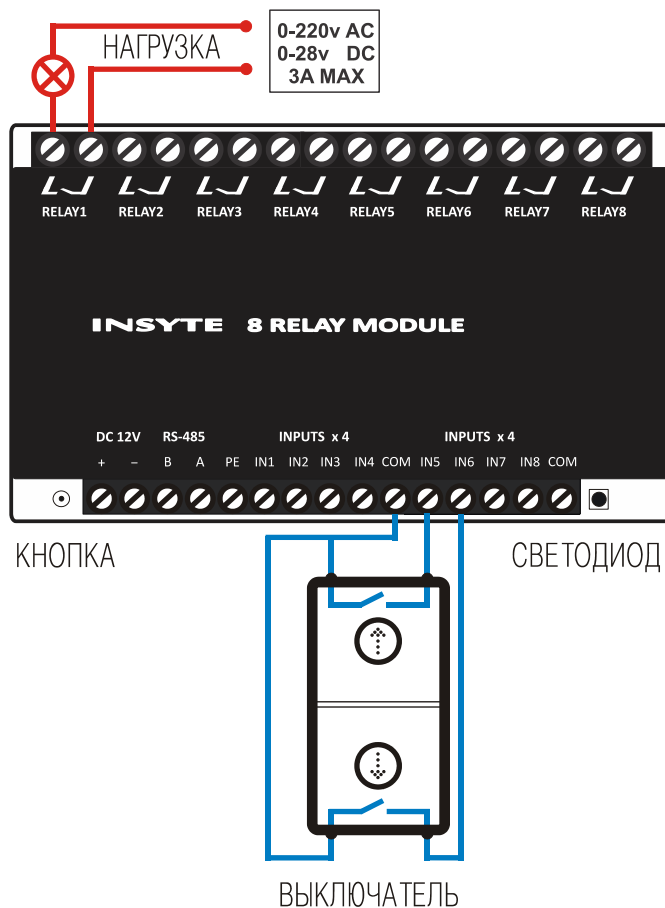 НАГРУЗКА
0-220v AC
0-28v DC
3A MAX
RELAY1 RELAY2 RELAY3 RELAY4 RELAY5 RELAY6 RELAY7 RELAY8
INSYTE 8 RELAY MODULE
DC 12V RS-485 INPUTS x 4 INPUTS x 4
+ – B A PE IN1 IN2 IN3 IN4 COM IN5 IN6 IN7 IN8 COM
КНОПКА СВЕТОДИОД
ВЫКЛЮЧАТЕЛЬ